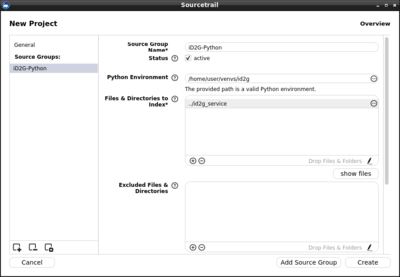 Sourcetrail
New Project
Overview
General
Source Groups:
iD2G-Python
Source Group
Name*
iD2G-Python
Status
active
Python Environment
/home/user/venvs/id2g
The provided path is a valid Python environment.
Files & Directories to
Index*
../id2g_service
Drop Files & Folders
show files
Excluded Files &
Directories
Drop Files & Folders
Cancel
Add Source Group
Create